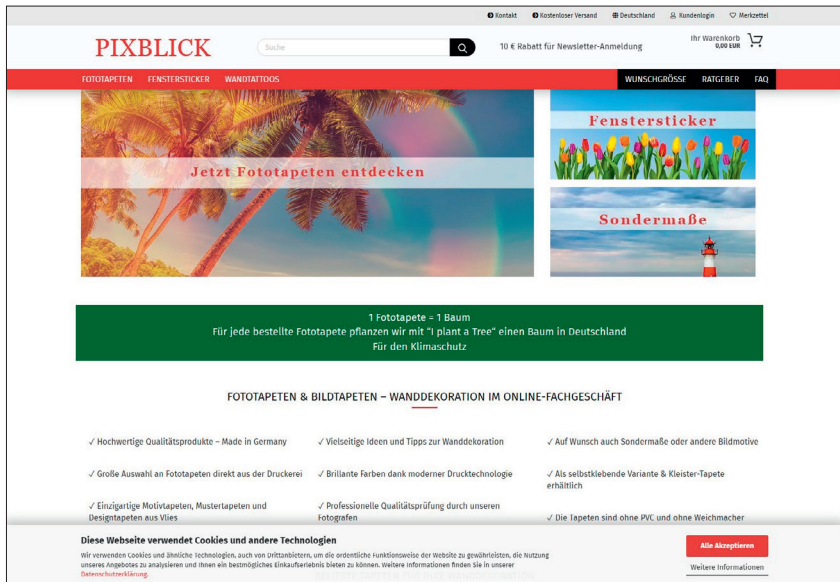 Kontakt Kostenloser Versand Deutschland Kundenlogin Merkzettel
PIXBLICK
Suche
10 € Rabatt für Newsletter-Anmeldung
Ihr Warenkorb
0,00 EUR
FOTOTAPETEN FENSTERSTICKER WANDTATTOOS WUNSCHGRÖSSE RATGEBER FAQ
Jetzt Fototapeten entdecken
Fenstersticker
Sondermaße
1 Fototapete = 1 Baum
Für jede bestellte Fototapete pflanzen wir mit "I plant a Tree" einen Baum in Deutschland
Für den Klimaschutz
FOTOTAPETEN & BILDTAPETEN – WANDDEKORATION IM ONLINE-FACHGESCHÄFT
✓ Hochwertige Qualitätsprodukte – Made in Germany
✓ Vielseitige Ideen und Tipps zur Wanddekoration
✓ Auf Wunsch auch Sondermaße oder andere Bildmotive
✓ Große Auswahl an Fototapeten direkt aus der Druckerei
✓ Brillante Farben dank moderner Drucktechnologie
✓ Als selbstklebende Variante & Kleister-Tapete
erhältlich
✓ Einzigartige Motivtapeten, Mustertapeten und
Designtapeten aus Vlies
✓ Professionelle Qualitätsprüfung durch unseren
Fotografen
✓ Die Tapeten sind ohne PVC und ohne Weichmacher
Diese Webseite verwendet Cookies und andere Technologien
Wir verwenden Cookies und ähnliche Technologien, auch von Drittanbietern, um die ordentliche Funktionsweise der Website zu gewährleisten, die Nutzung
unseres Angebotes zu analysieren und Ihnen ein bestmögliches Einkaufserlebnis bieten zu können. Weitere Informationen finden Sie in unserer
Datenschutzerklärung.
Alle Akzeptieren
Weitere Informationen